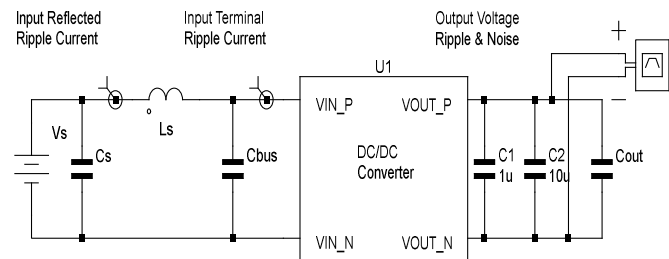 Input Reflected
Ripple Current
Input Terminal
Ripple Current
Output Voltage
Ripple & Noise
+
−
U1
VIN_P
VOUT_P
Vs
Ls
Cs
Cbus
DC/DC
Converter
C1
1u
C2
10u
Cout
VIN_N
VOUT_N